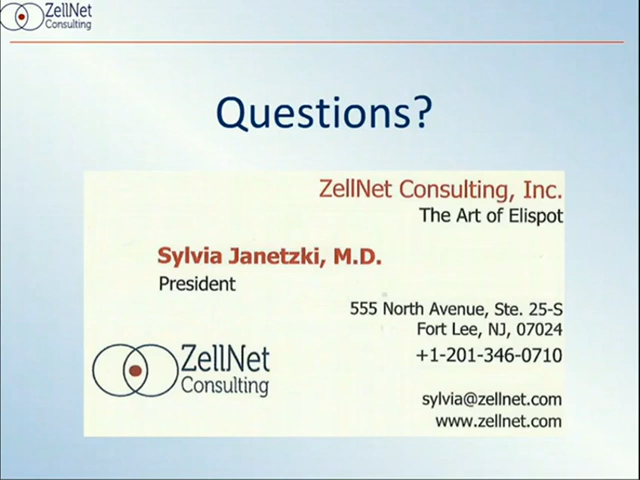 ZellNet
Consulting
Questions?
ZellNet Consulting, Inc.
The Art of Elispot
Sylvia Janetzki, M.D.
President
555 North Avenue, Ste. 25-S
Fort Lee, NJ, 07024
+1-201-346-0710
ZellNet
Consulting
sylvia@zellnet.com
www.zellnet.com